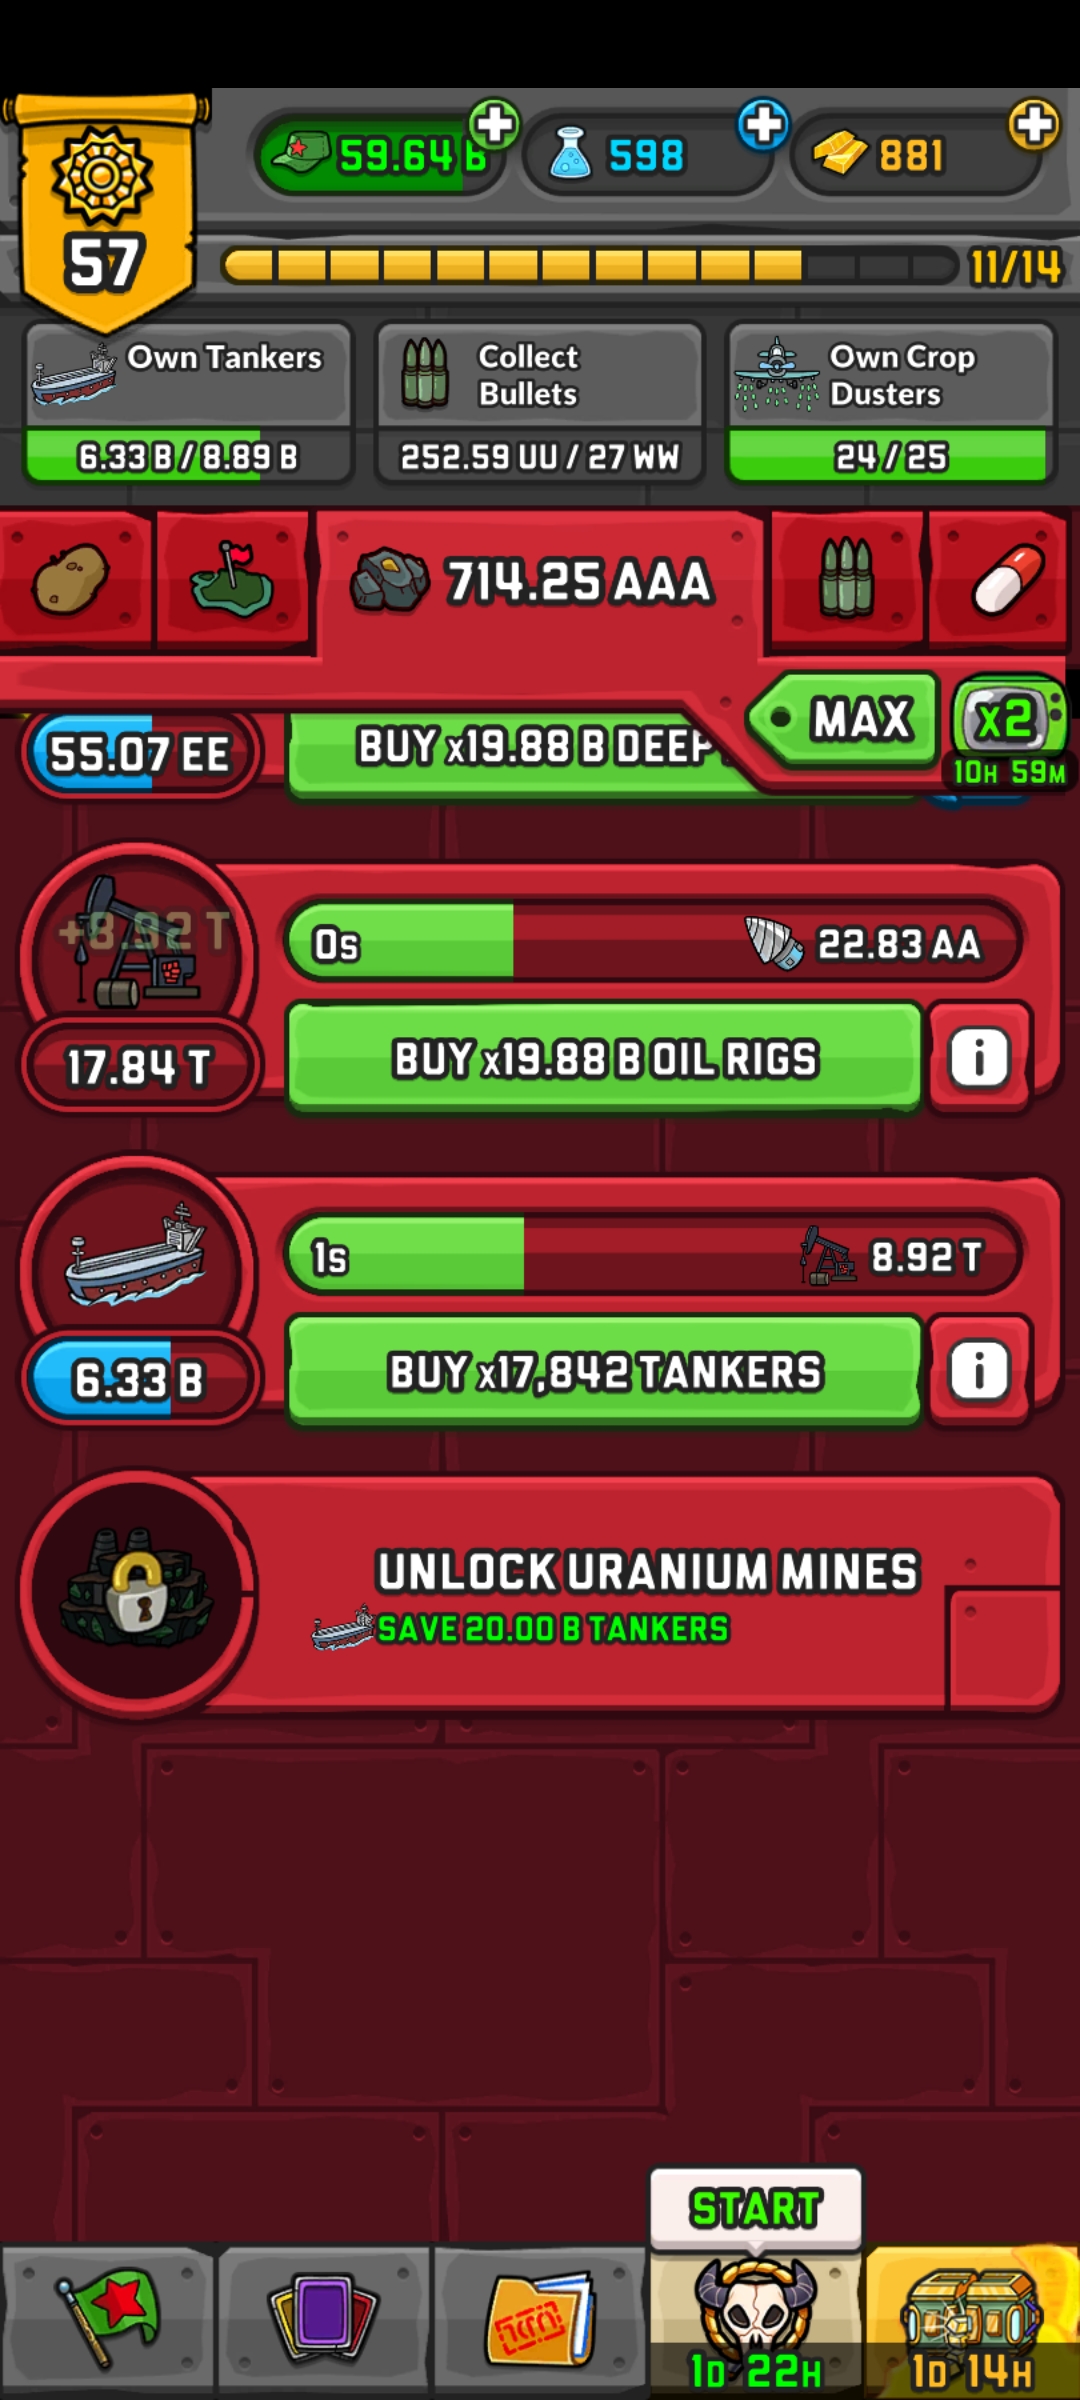 59.64 B
598
881
57
11/14
Own Tankers
6.33 B / 8.89 B
Collect
Bullets
252.59 UU / 27 WW
Own Crop
Dusters
24 / 25
714.25 AAA
MAX
x2
10H 59M
55.07 EE
BUY x19.88 B DEEP
+8.92 T
0s
22.83 AA
17.84 T
BUY x19.88 B OIL RIGS
i
1s
8.92 T
6.33 B
BUY x17,842 TANKERS
i
UNLOCK URANIUM MINES
SAVE 20.00 B TANKERS
START
1D 22H
1D 14H